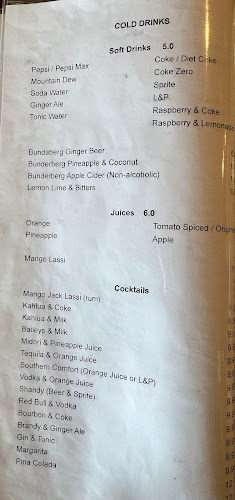 COLD DRINKS
Soft Drinks 5.0
Pepsi / Pepsi Max
Mountain Dew
Soda Water
Ginger Ale
Tonic Water
Coke / Diet Coke
Coke Zero
Sprite
L&P
Raspberry & Coke
Raspberry & Lemonade
Bundaberg Ginger Beer
Bunderberg Pineapple & Coconut
Bunderberg Apple Cider (Non-alcoholic)
Lemon Lime & Bitters
Juices 6.0
Orange
Pineapple
Tomato Spiced /
Apple
Mango Lassi
Cocktails
Mango Jack Lassi (rum)
Kahlua & Coke
Kahlua & Milk
Baileys & Milk
Midori & Pineapple Juice
Tequila & Orange Juice
Southern Comfort (Orange Juice or L&P)
Vodka & Orange Juice
Shandy (Beer & Sprite)
Red Bull & Vodka
Bourbon & Coke
Brandy & Ginger Ale
Gin & Tonic
Margarita
Pina Colada